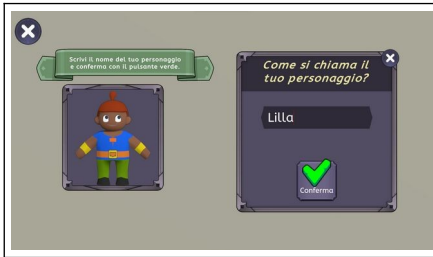 Scrivi il nome del tuo personaggio
e conferma con il pulsante verde.
Come si chiama il
tuo personaggio?
Lilla
Conferma